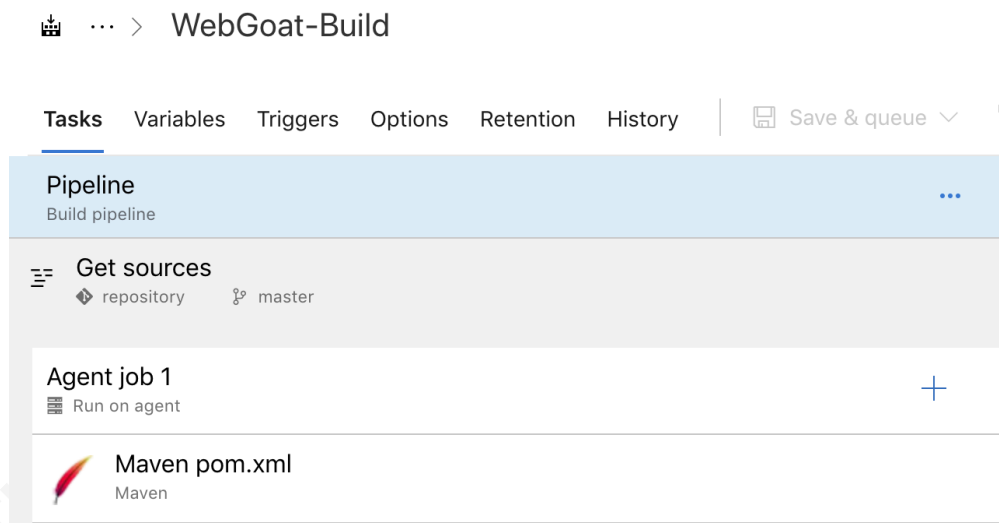 ··· > WebGoat-Build
Tasks Variables Triggers Options Retention History Save & queue
Pipeline
Build pipeline
Get sources
repository master
Agent job 1
Run on agent
Maven pom.xml
Maven